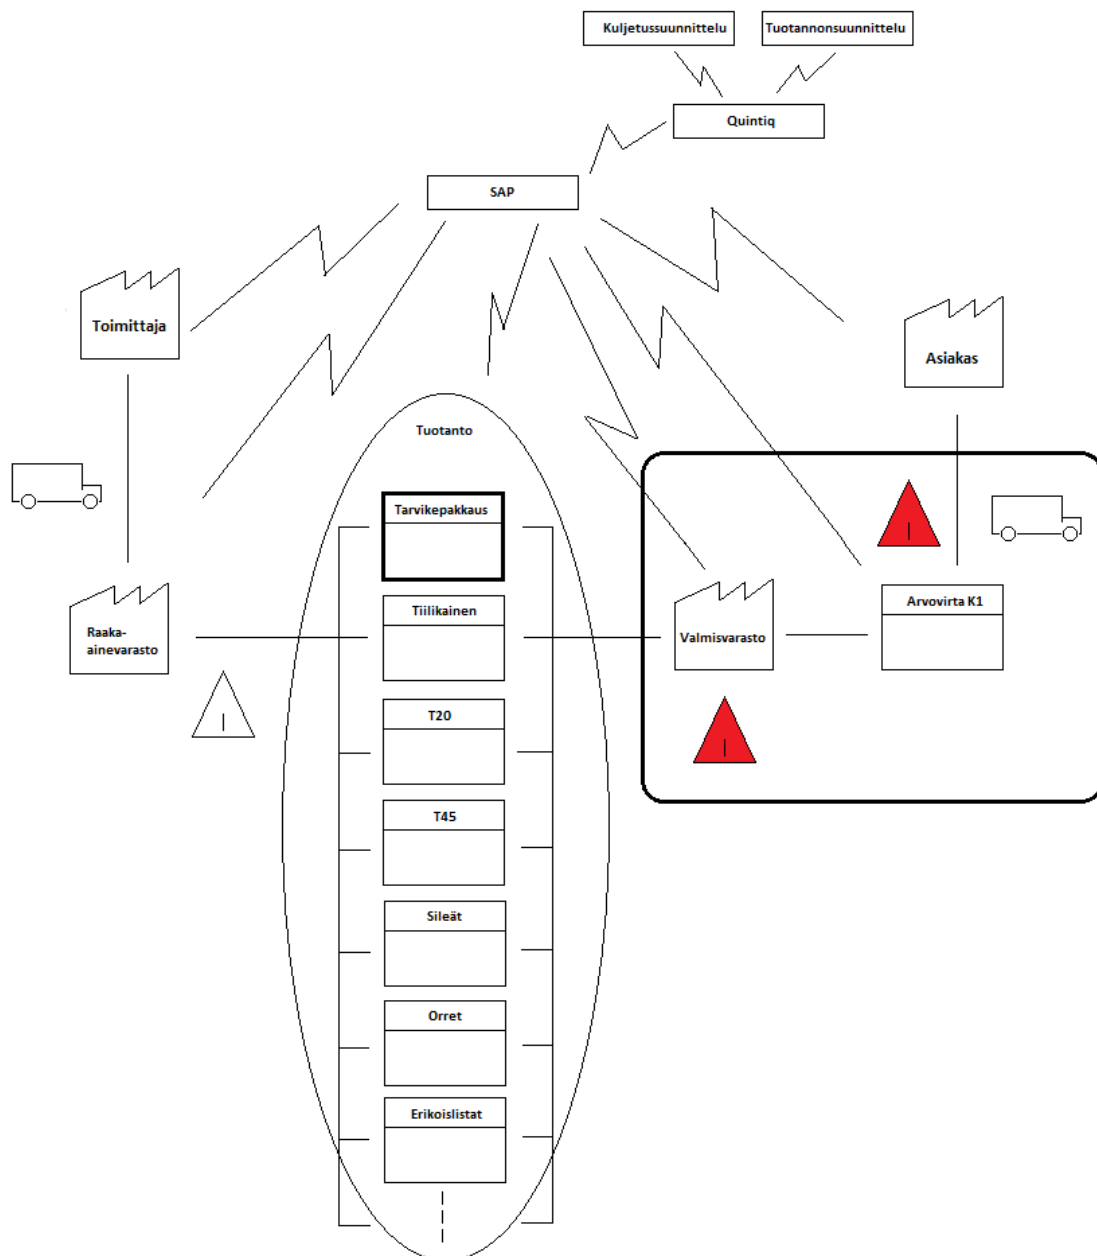 Kuljetussuunnittelu
Tuotannonsuunnittelu
Quintiq
SAP
Toimittaja
Asiakas
Tuotanto
Tarvikepakkaus
Tiilikainen
Raaka-
ainevarasto
I
Valmisvarasto
I
Arvovirta K1
I
T20
T45
Sileät
Orret
Erikoislistat